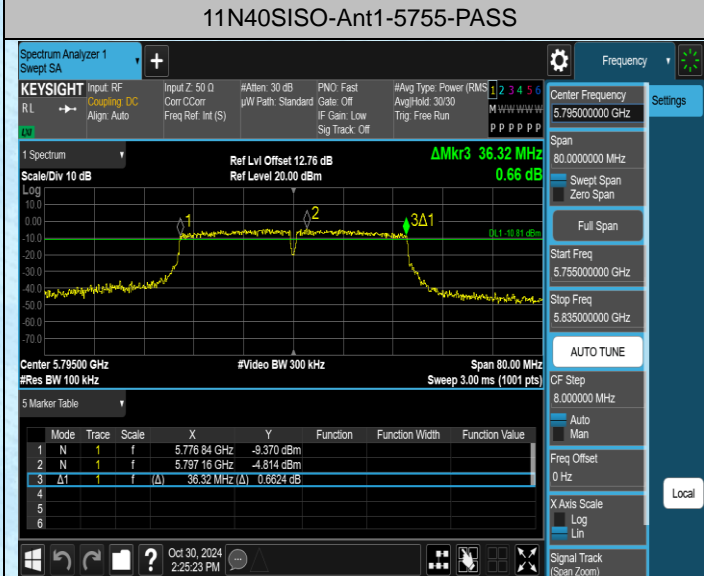 11N40SISO-Ant1-5755-PASS
Spectrum Analyzer 1
Swept SA
Frequency
KEYSIGHT
RL
Input: RF
Coupling: DC
Align: Auto
Input Z: 50 Ω
Corr CCorr
Freq Ref: Int (S)
#Atten: 30 dB
µW Path: Standard
PNO: Fast
Gate: Off
IF Gain: Low
Sig Track: Off
#Avg Type: Power (RMS
Avg|Hold: 30/30
Trig: Free Run
1 2 3 4 5 6
M W W W W W
P P P P P P
1 Spectrum
Scale/Div 10 dB
Ref Lvl Offset 12.76 dB
Ref Level 20.00 dBm
ΔMkr3 36.32 MHz
0.66 dB
Log
10.0
0.00
-10.0
-20.0
-30.0
-40.0
-50.0
-60.0
-70.0
1
2
3Δ1
DL1 -10.81 dBm
Center 5.79500 GHz
#Video BW 300 kHz
Span 80.00 MHz
#Res BW 100 kHz
Sweep 3.00 ms (1001 pts)
5 Marker Table
Mode Trace Scale X Y Function Function Width Function Value
1 N 1 f 5.776 84 GHz -9.370 dBm
2 N 1 f 5.797 16 GHz -4.814 dBm
3 Δ1 1 f (Δ) 36.32 MHz (Δ) 0.6624 dB
4
5
6
Oct 30, 2024
2:25:23 PM
Center Frequency
5.795000000 GHz
Settings
Span
80.0000000 MHz
Swept Span
Zero Span
Full Span
Start Freq
5.755000000 GHz
Stop Freq
5.835000000 GHz
AUTO TUNE
CF Step
8.000000 MHz
Auto
Man
Freq Offset
0 Hz
X Axis Scale
Log
Lin
Local
Signal Track
(Span Zoom)